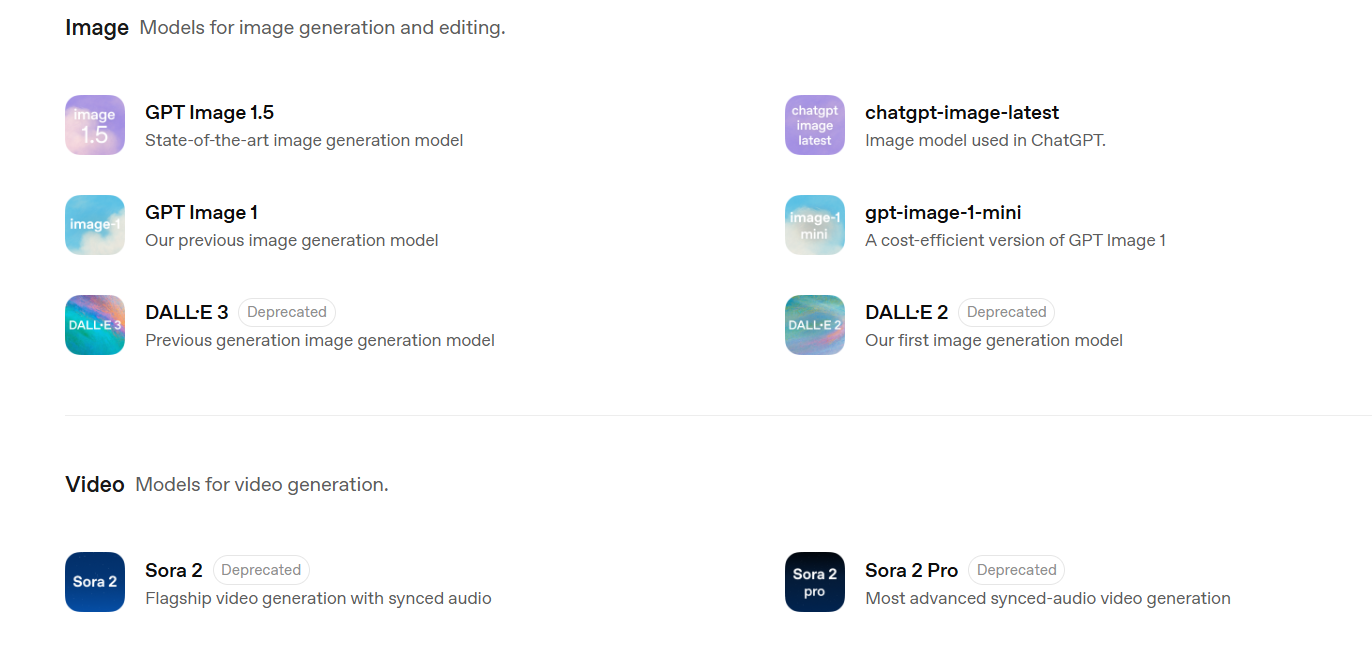 Image Models for image generation and editing.
image
1.5
GPT Image 1.5
State-of-the-art image generation model
chatgpt
image
latest
chatgpt-image-latest
Image model used in ChatGPT.
image-1
GPT Image 1
Our previous image generation model
image-1
mini
gpt-image-1-mini
A cost-efficient version of GPT Image 1
DALL·E 3
DALL·E 3 Deprecated
Previous generation image generation model
DALL·E 2
DALL·E 2 Deprecated
Our first image generation model
Video Models for video generation.
Sora 2
Sora 2 Deprecated
Flagship video generation with synced audio
Sora 2
pro
Sora 2 Pro Deprecated
Most advanced synced-audio video generation